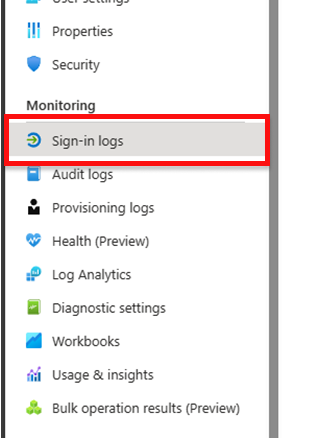 User settings
Properties
Security
Monitoring
Sign-in logs
Audit logs
Provisioning logs
Health (Preview)
Log Analytics
Diagnostic settings
Workbooks
Usage & insights
Bulk operation results (Preview)